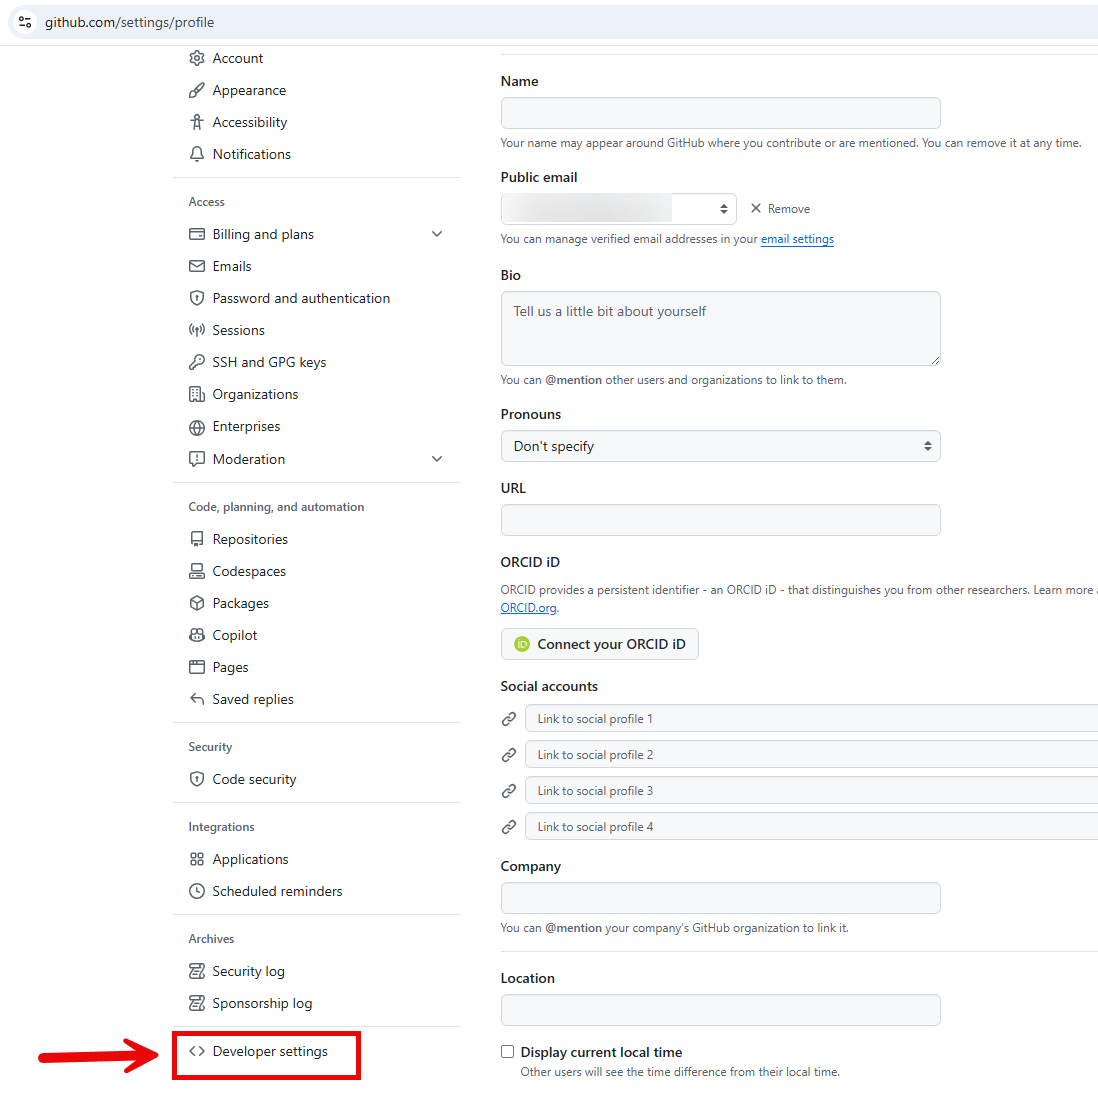 github.com/settings/profile
Account
Appearance
Accessibility
Notifications
Access
Billing and plans
Emails
Password and authentication
Sessions
SSH and GPG keys
Organizations
Enterprises
Moderation
Code, planning, and automation
Repositories
Codespaces
Packages
Copilot
Pages
Saved replies
Security
Code security
Integrations
Applications
Scheduled reminders
Archives
Security log
Sponsorship log
Developer settings
Name
Your name may appear around GitHub where you contribute or are mentioned. You can remove it at any time.
Public email
Remove
You can manage verified email addresses in your email settings
Bio
Tell us a little bit about yourself
You can @mention other users and organizations to link to them.
Pronouns
Don't specify
URL
ORCID iD
ORCID provides a persistent identifier - an ORCID iD - that distinguishes you from other researchers. Learn more
ORCID.org.
iD Connect your ORCID iD
Social accounts
Link to social profile 1
Link to social profile 2
Link to social profile 3
Link to social profile 4
Company
You can @mention your company's GitHub organization to link it.
Location
Display current local time
Other users will see the time difference from their local time.